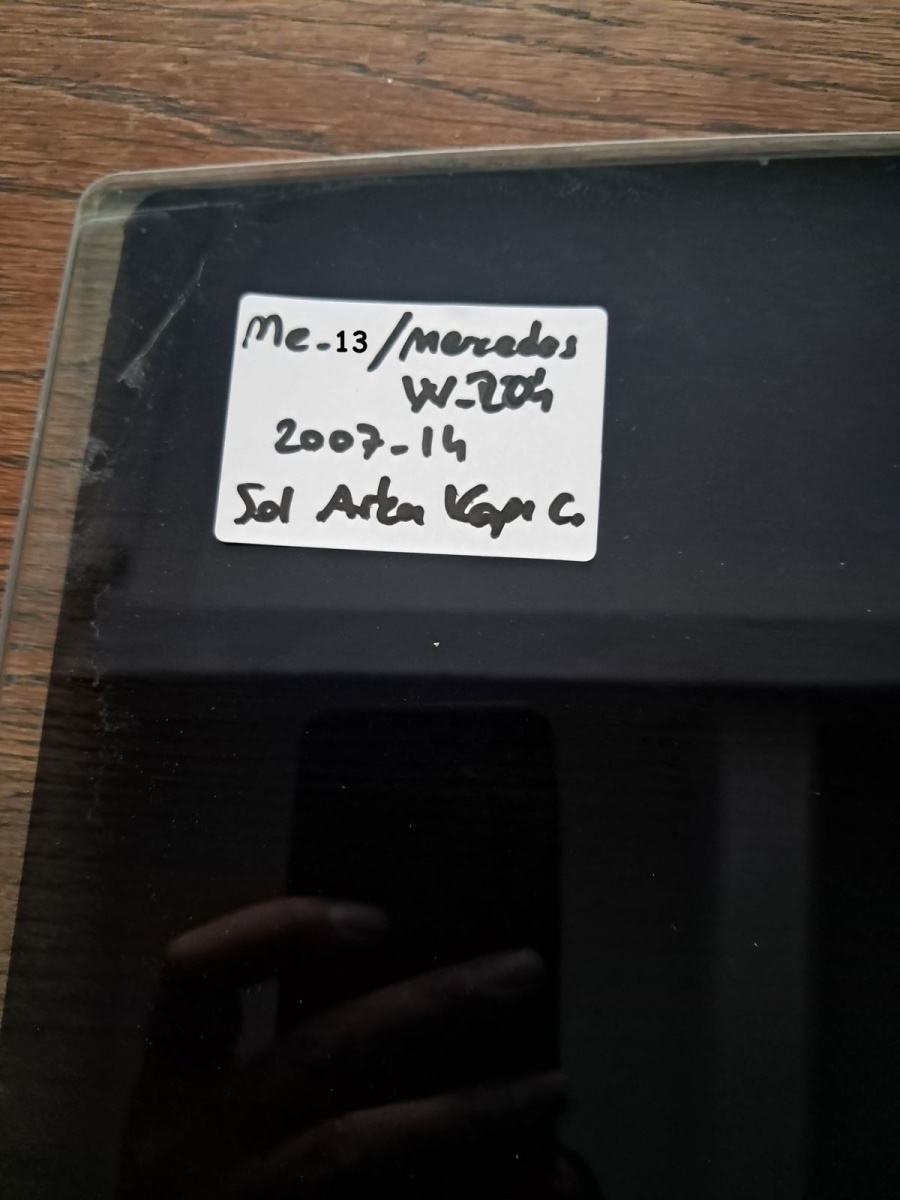 Me-13/Mercedes
W-204
2007-14
Sol Arka Kapı C.